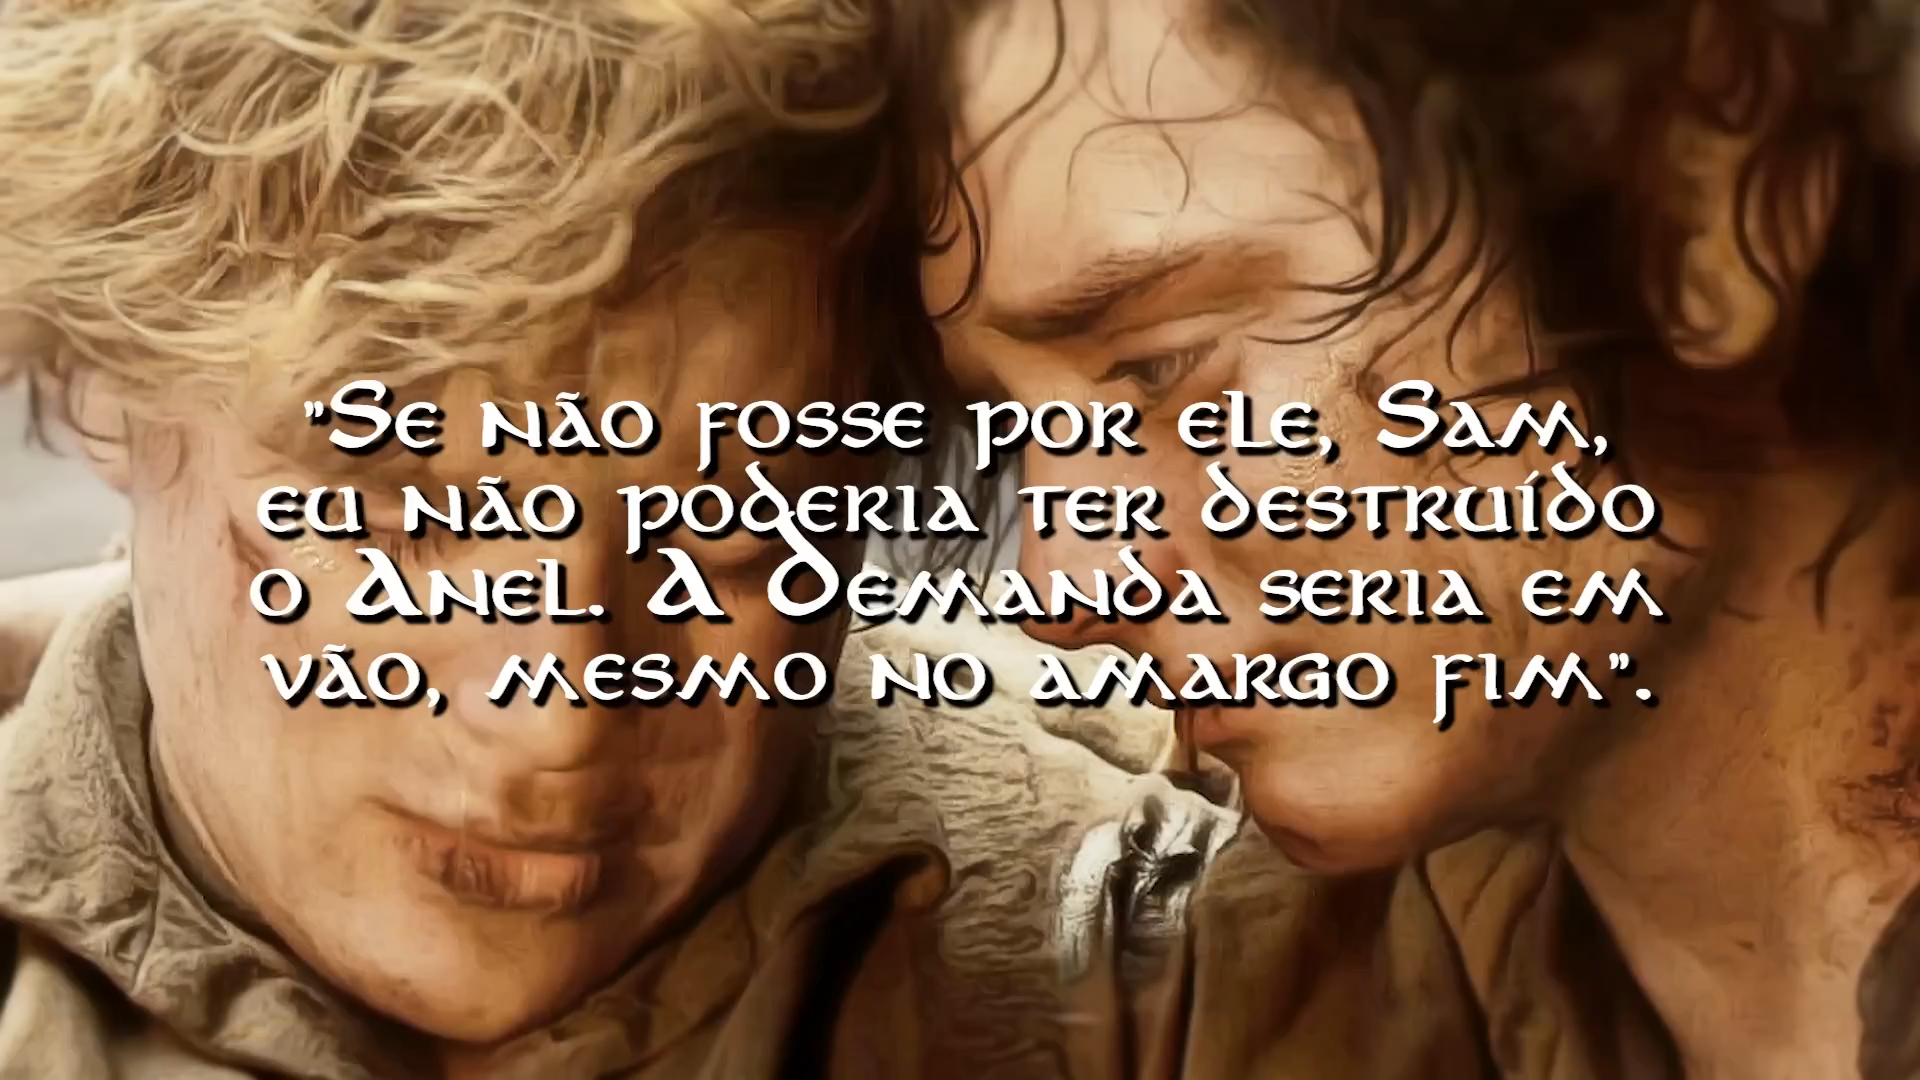 "Se não fosse por ele, Sam,
eu não poderia ter destruído
o Anel. A Demanda seria em
vão, mesmo no amargo fim".